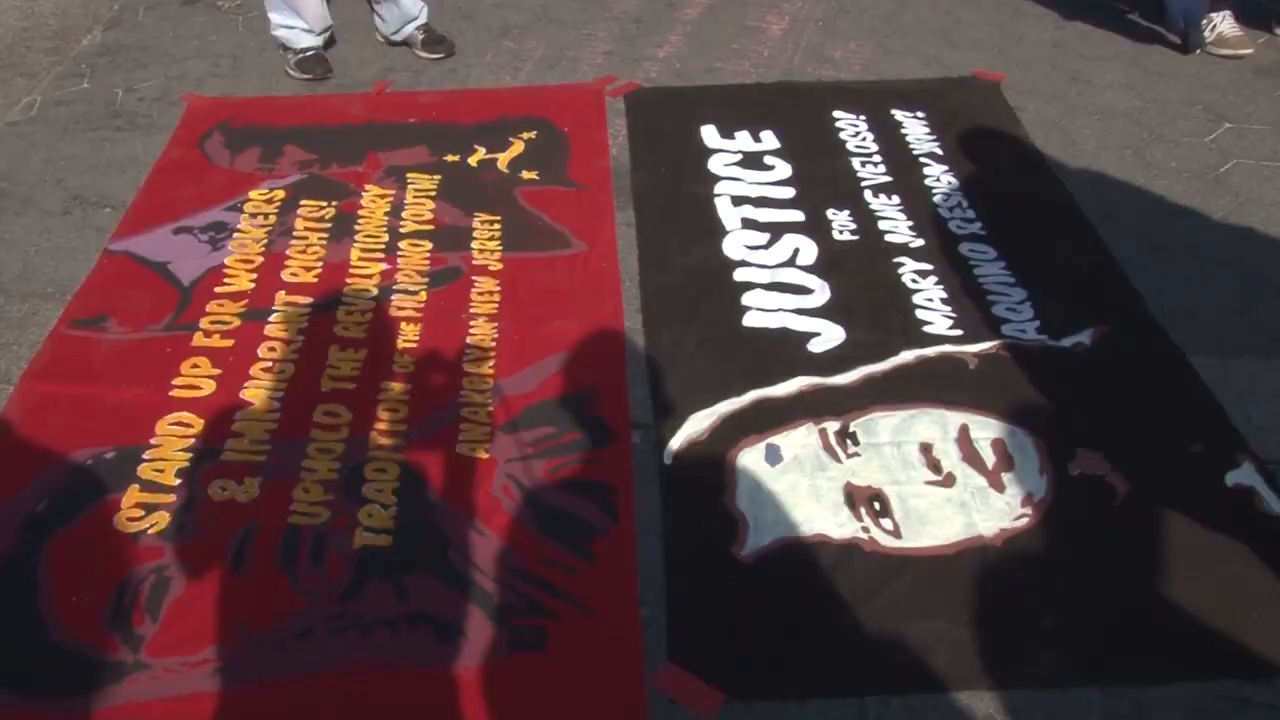 STAND UP FOR WORKERS
& IMMIGRANT RIGHTS!
UPHOLD THE REVOLUTIONARY
TRADITION OF THE FILIPINO YOUTH!
ANAKBAYAN NEW JERSEY
JUSTICE
FOR
MARY JANE VELOSO!
AQUINO RESIGN NOW!